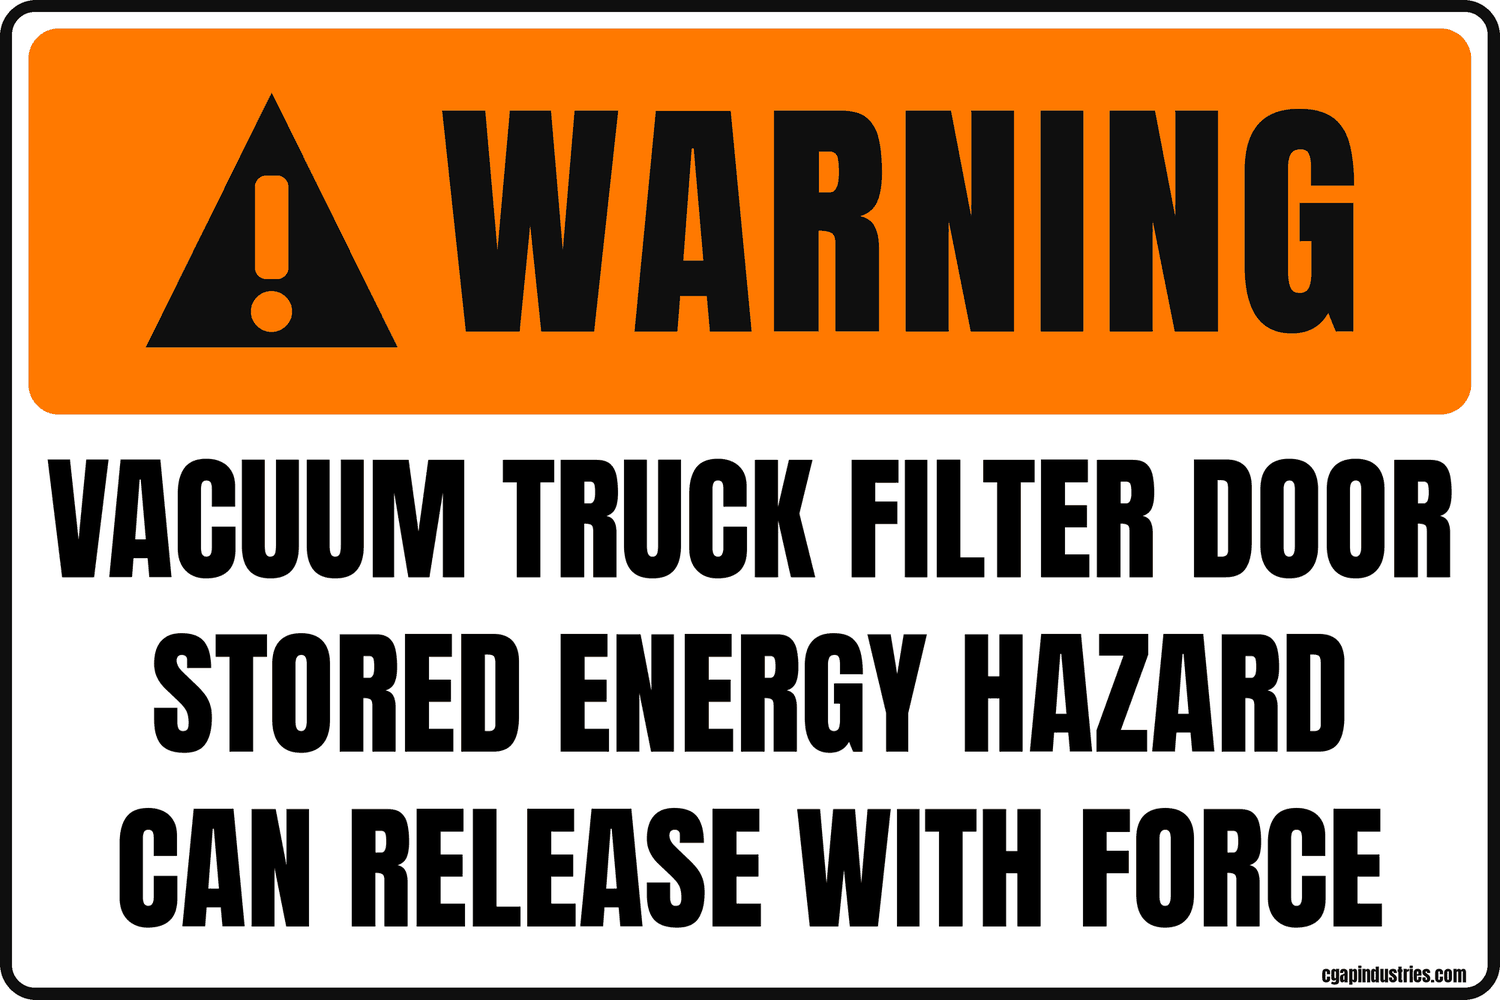 WARNING
VACUUM TRUCK FILTER DOOR
STORED ENERGY HAZARD
CAN RELEASE WITH FORCE
cgapindustries.com